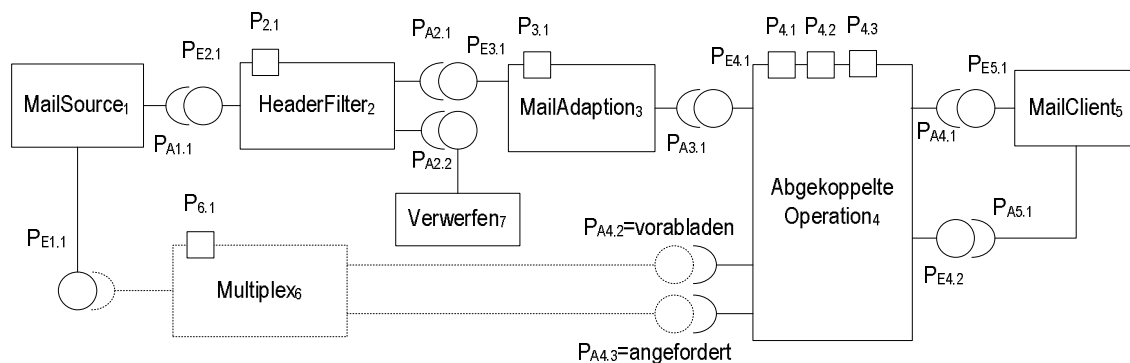 P2.1
PA2.1
PE3.1
P3.1
P4.1 P4.2 P4.3
PE2.1
PE4.1
PE5.1
MailSource1
HeaderFilter2
MailAdaption3
MailClient5
PA1.1
PA2.2
PA3.1
PA4.1
Abgekoppelte
Operation4
Verwerfen7
P6.1
PE1.1
PA4.2=vorabladen
PA5.1
PE4.2
Multiplex6
PA4.3=angefordert